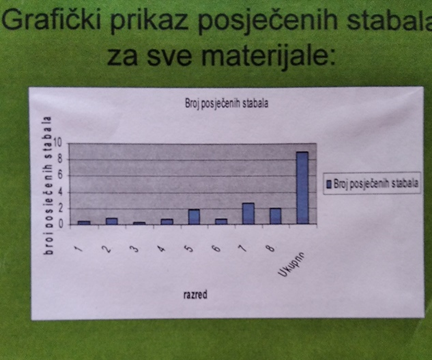 Grafički prikaz posječenih stabala
za sve materijale:
Broj posječenih stabala
broj posječenih stabala
10
8
6
4
2
0
1 2 3 4 5 6 7 8 Ukupno
razred
Broj posječenih stabala